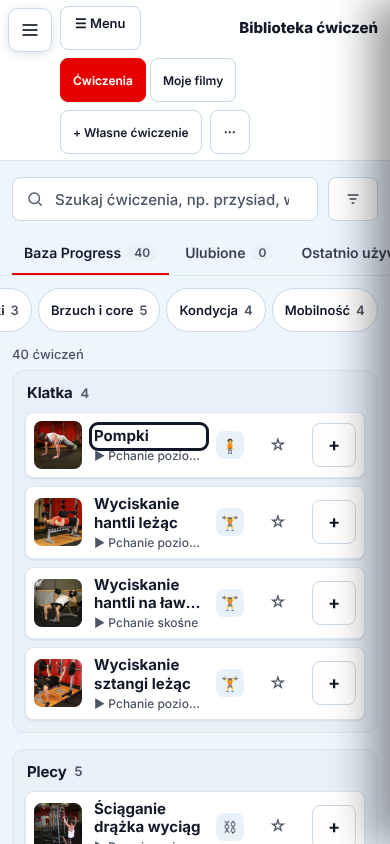 ☰ Menu
Biblioteka ćwiczeń
Ćwiczenia
Moje filmy
+ Własne ćwiczenie
...
Szukaj ćwiczenia, np. przysiad,
Baza Progress 40
Ulubione 0
Ostatnio uży
3
Brzuch i core 5
Kondycja 4
Mobilność 4
40 ćwiczeń
Klatka 4
Pompki
▶ Pchanie pozio...
☆
+
Wyciskanie
hantli leżąc
▶ Pchanie pozio...
☆
+
Wyciskanie
hantli na ław...
▶ Pchanie skośne
☆
+
Wyciskanie
sztangi leżąc
▶ Pchanie pozio...
☆
+
Plecy 5
Ściąganie
drążka wyciąg
☆
+